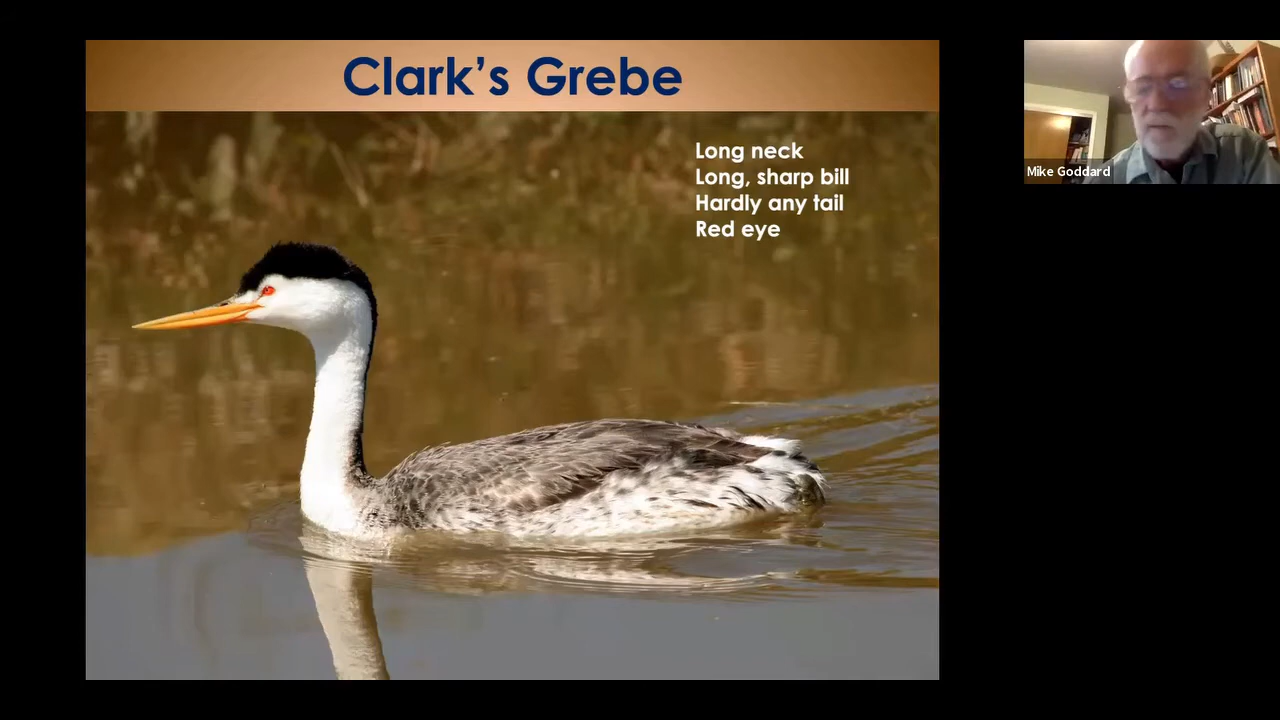 Clark’s Grebe
Long neck
Long, sharp bill
Hardly any tail
Red eye
Mike Goddard